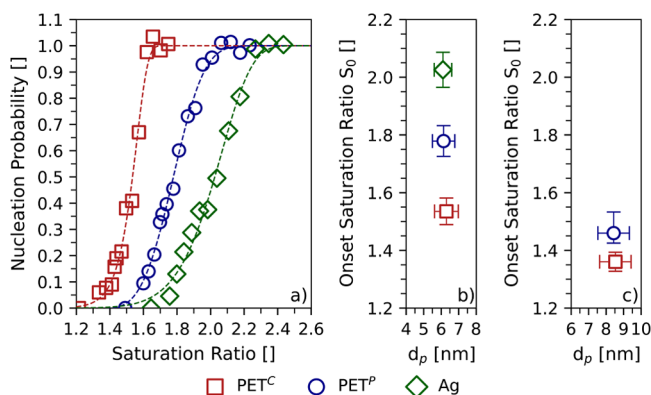 1.1
1.0
0.9
0.8
0.7
0.6
0.5
0.4
0.3
0.2
0.1
0.0
Nucleation Probability []
1.2 1.4 1.6 1.8 2.0 2.2 2.4 2.6
Saturation Ratio []
a)
2.2
2.0
1.8
1.6
1.4
1.2
Onset Saturation Ratio S0 []
4 5 6 7 8
dp [nm]
b)
2.2
2.0
1.8
1.6
1.4
1.2
Onset Saturation Ratio S0 []
6 7 8 9 10
dp [nm]
c)
PETC PETP Ag